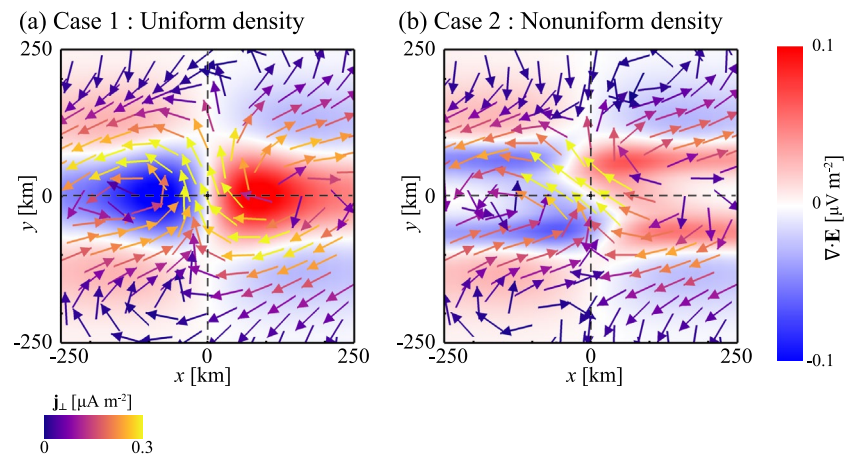 (a) Case 1 : Uniform density
(b) Case 2 : Nonuniform density
250
0
-250
y [km]
-250
0
250
x [km]
250
0
-250
y [km]
-250
0
250
x [km]
0.1
0
-0.1
∇·E [μV m⁻²]
j⊥ [μA m⁻²]
0
0.3